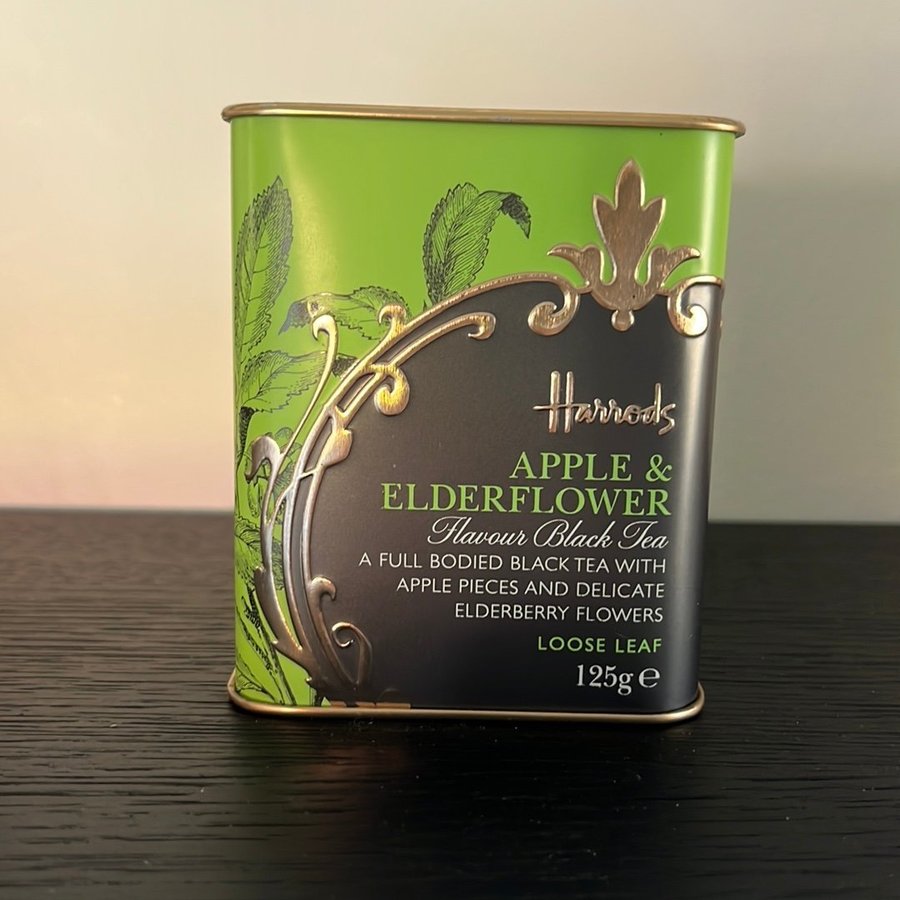 Harrods
APPLE &
ELDERFLOWER
Flavour Black Tea
A FULL BODIED BLACK TEA WITH
APPLE PIECES AND DELICATE
ELDERBERRY FLOWERS
LOOSE LEAF
125g ℮